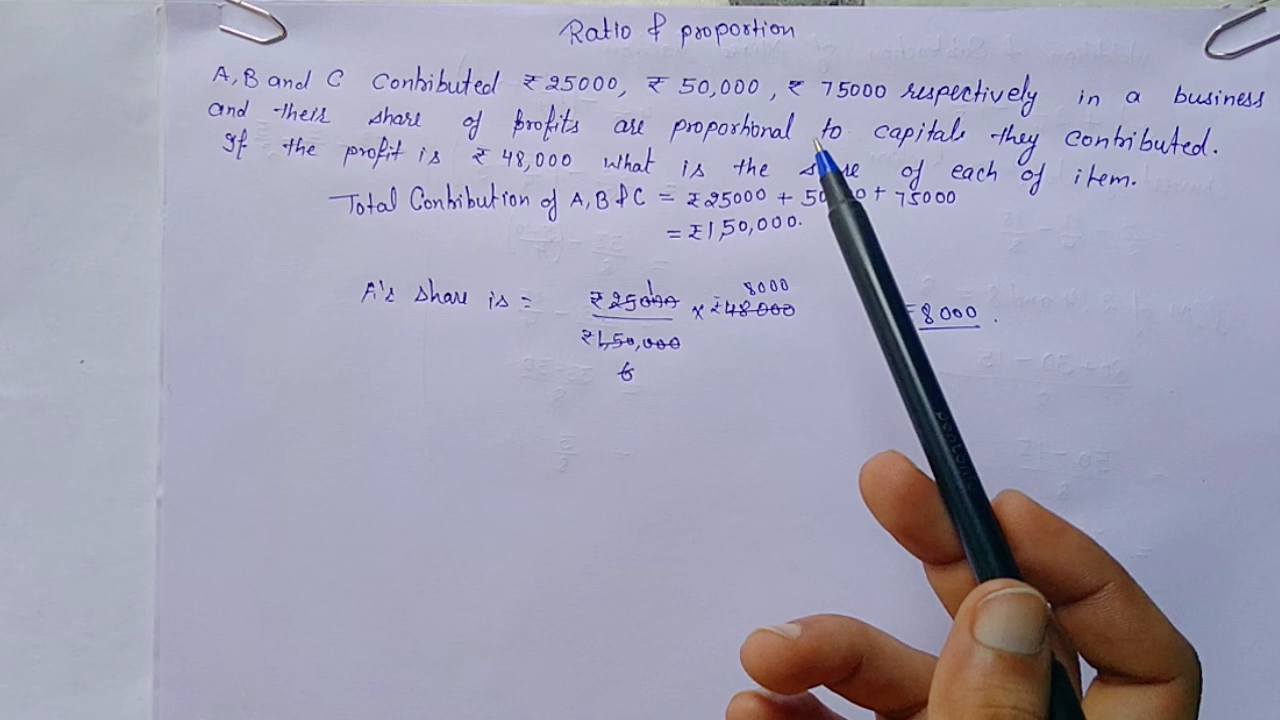 Ratio & proportion
A, B and C Contributed ₹ 25000, ₹ 50,000, ₹ 75000 respectively in a business
and their share of profits are proportional to capitals they contributed.
If the profit is ₹ 48,000 what is the of each of item.
Total Contribution of A, B & C = ₹25000 + + 75000
= ₹1,50,000.
8000
A's share is = ₹25000 1 × ₹48000 = 8000.
₹1,50,000
6